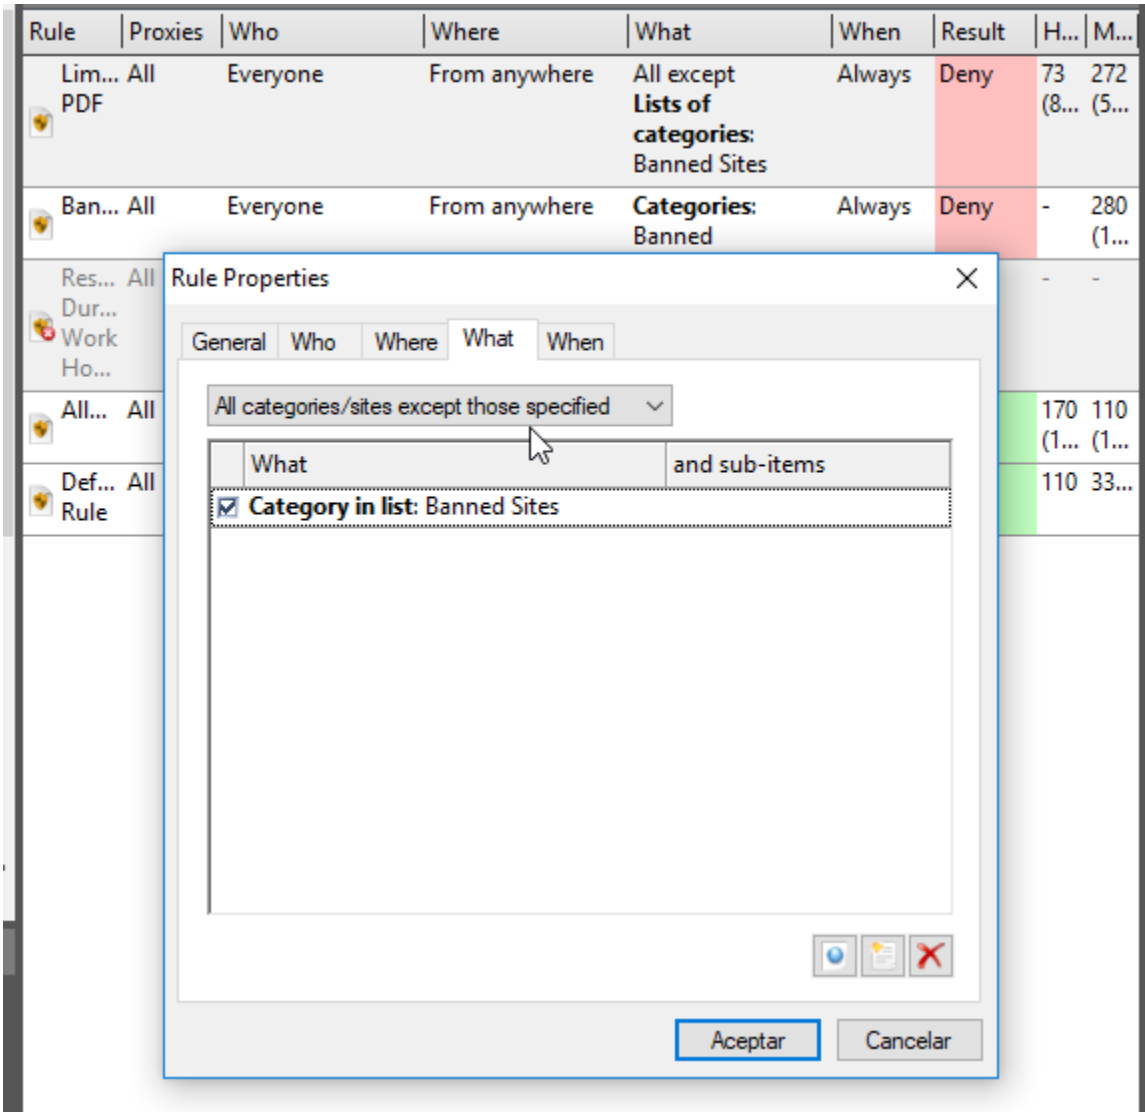 Rule Proxies Who Where What When Result H... M...
Lim... All Everyone From anywhere All except Always Deny 73 272
PDF Lists of (8... (5...
categories:
Banned Sites
Ban... All Everyone From anywhere Categories: Always Deny - 280
Banned (1...
Res... All - -
Dur...
Work
Ho...
All... All 170 110
(1... (1...
Def... All 110 33...
Rule
Rule Properties
General Who Where What When
All categories/sites except those specified
What and sub-items
Category in list: Banned Sites
Aceptar Cancelar